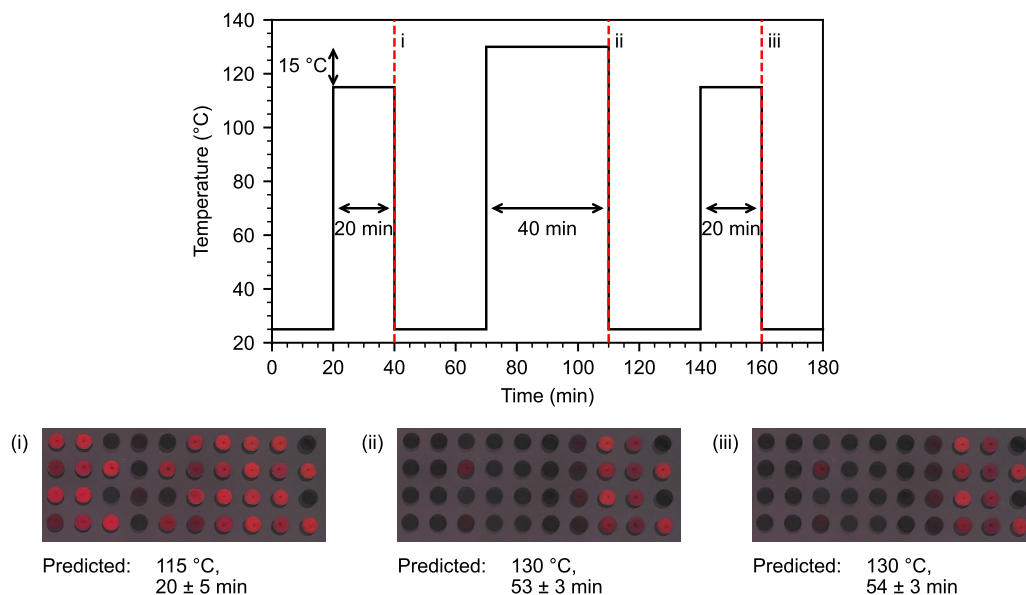 140
120
100
80
60
40
20
Temperature (°C)
15 °C
i
ii
iii
20 min
40 min
20 min
0 20 40 60 80 100 120 140 160 180
Time (min)
(i)
(ii)
(iii)
Predicted: 115 °C,
20 ± 5 min
Predicted: 130 °C,
53 ± 3 min
Predicted: 130 °C,
54 ± 3 min